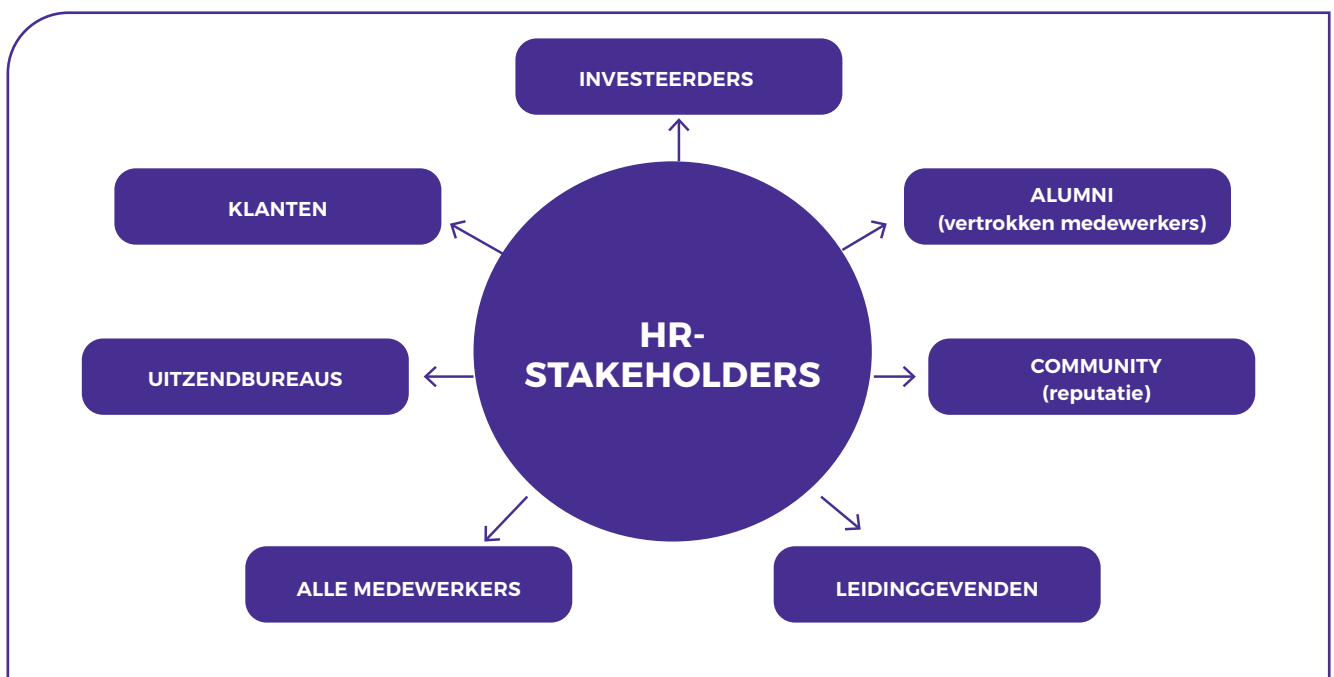 INVESTEERDERS
KLANTEN
ALUMNI
(vertrokken medewerkers)
HR-
STAKEHOLDERS
UITZENDBUREAUS
COMMUNITY
(reputatie)
ALLE MEDEWERKERS
LEIDINGGEVENDEN